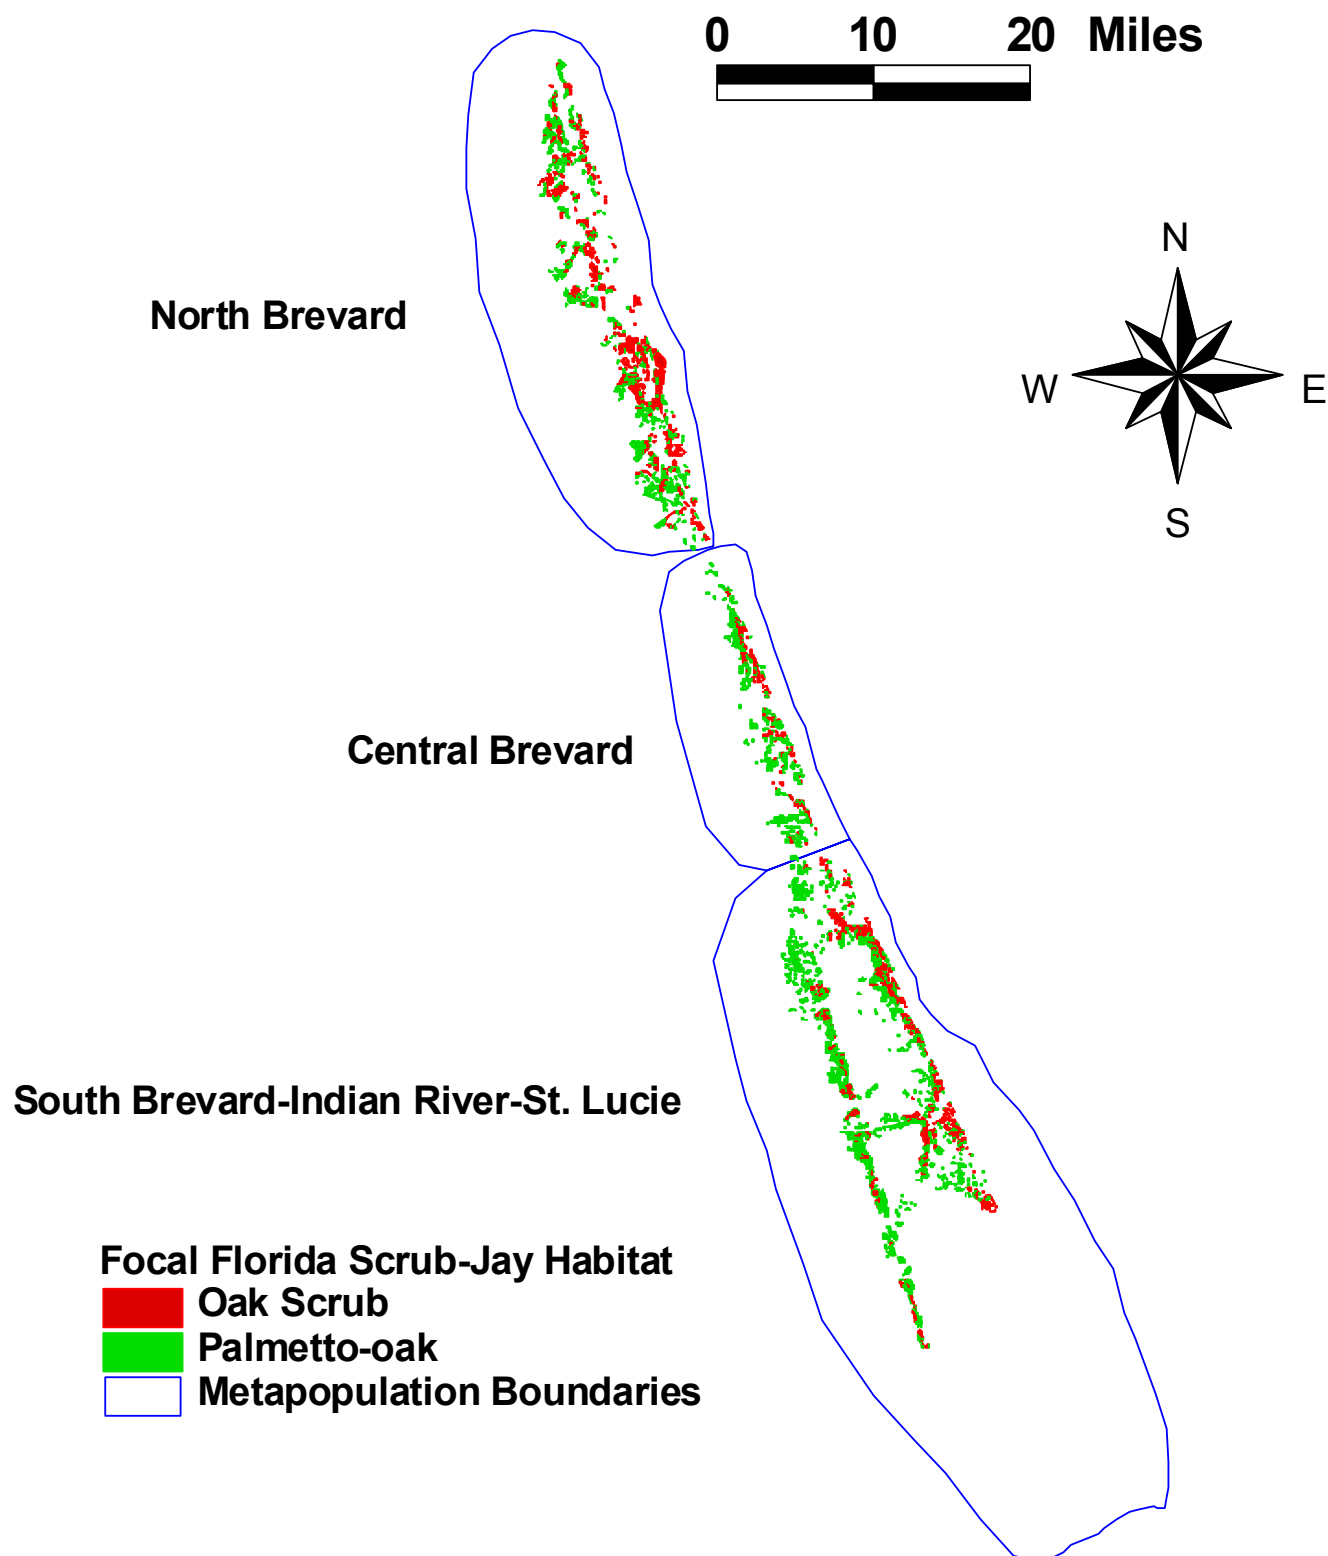 0 10 20 Miles
N
North Brevard
W E
S
Central Brevard
South Brevard-Indian River-St. Lucie
Focal Florida Scrub-Jay Habitat
Oak Scrub
Palmetto-oak
Metapopulation Boundaries